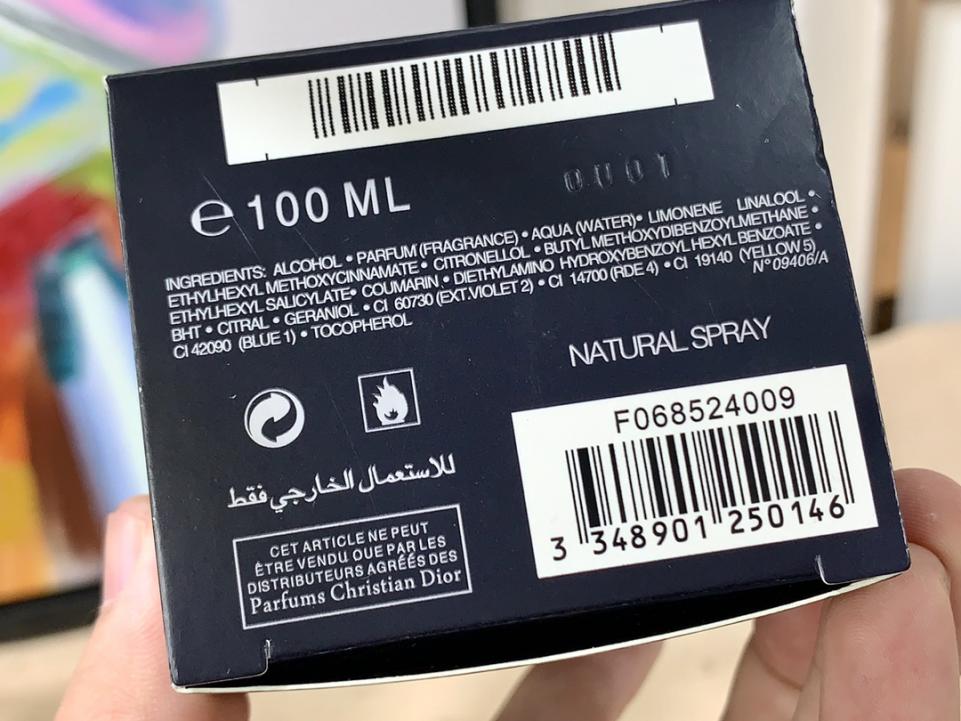 ℮ 100 ML
INGREDIENTS: ALCOHOL • PARFUM (FRAGRANCE) • AQUA (WATER)• LIMONENE LINALOOL •
ETHYLHEXYL METHOXYCINNAMATE • CITRONELLOL • BUTYL METHOXYDIBENZOYLMETHANE •
ETHYLHEXYL SALICYLATE• COUMARIN • DIETHYLAMINO HYDROXYBENZOYL HEXYL BENZOATE •
BHT • CITRAL • GERANIOL • CI 60730 (EXT.VIOLET 2) • CI 14700 (RDE 4) • CI 19140 (YELLOW 5)
CI 42090 (BLUE 1) • TOCOPHEROL
N° 09406/A
NATURAL SPRAY
F068524009
3 348901 250146
للاستعمال الخارجي فقط
CET ARTICLE NE PEUT
ÊTRE VENDU QUE PAR LES
DISTRIBUTEURS AGRÉÉS DES
Parfums Christian Dior